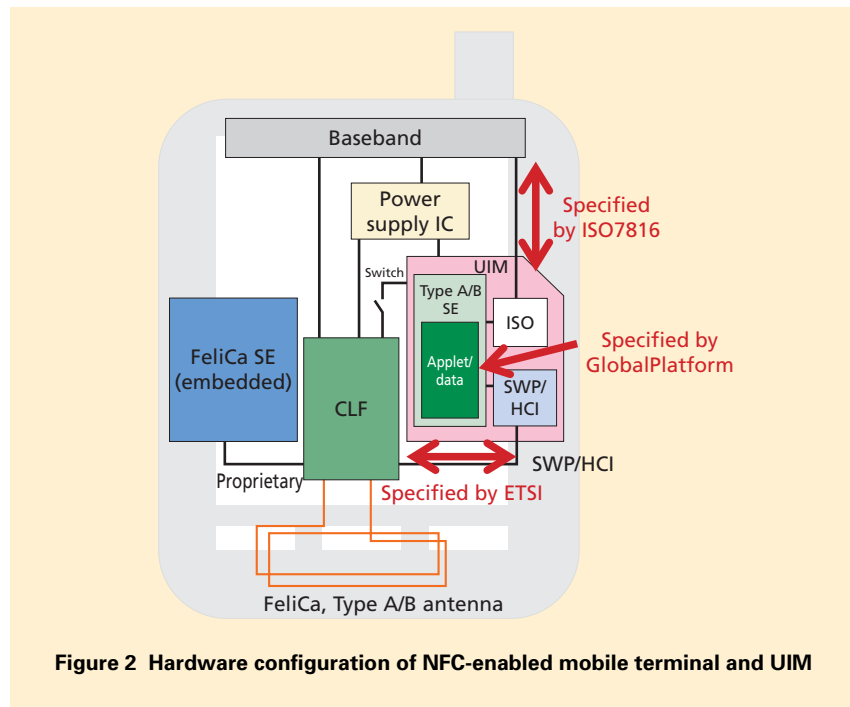 Baseband
Power
supply IC
Specified
by ISO7816
Switch
UIM
Type A/B
SE
ISO
FeliCa SE
(embedded)
Applet/
data
Specified by
GlobalPlatform
CLF
SWP/
HCI
Proprietary
SWP/HCI
Specified by ETSI
FeliCa, Type A/B antenna
Figure 2 Hardware configuration of NFC-enabled mobile terminal and UIM